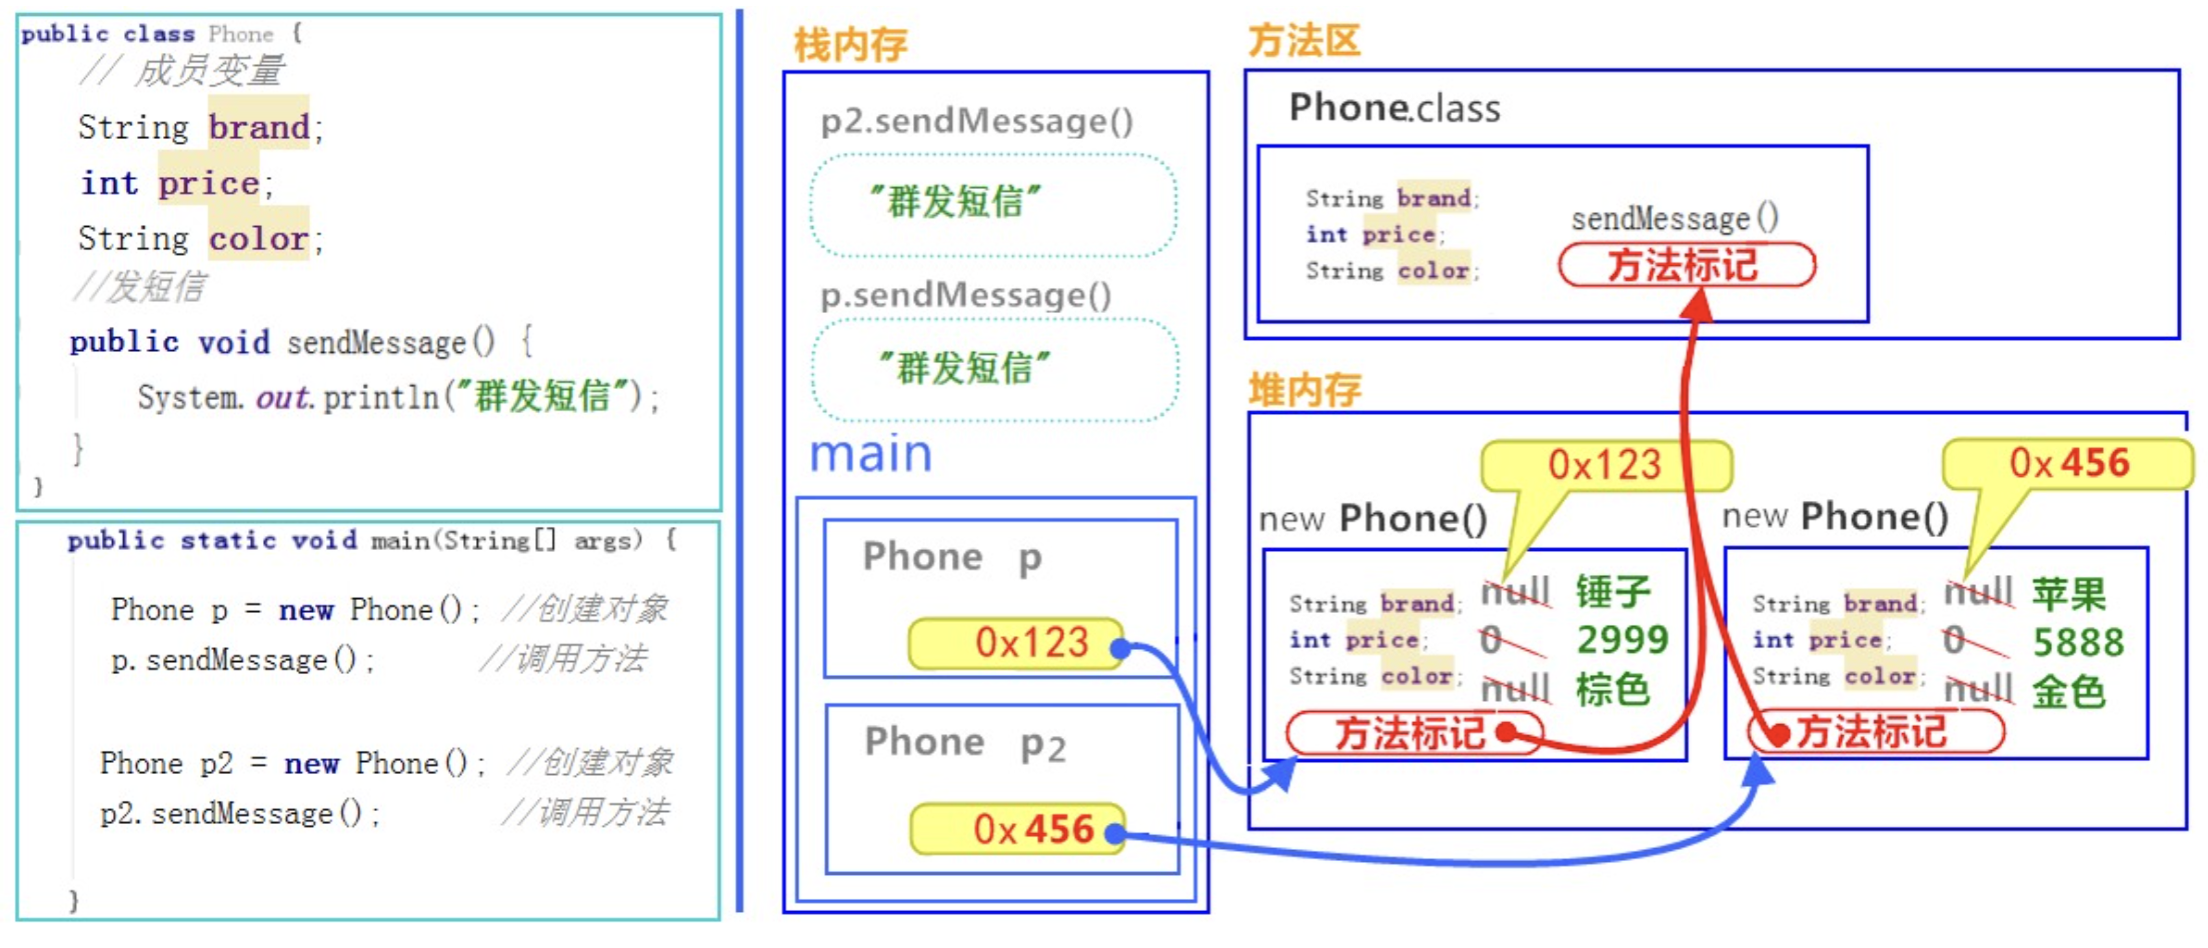 public class Phone {
// 成员变量
String brand;
int price;
String color;
//发短信
public void sendMessage() {
System.out.println("群发短信");
}
}
public static void main(String[] args) {
Phone p = new Phone(); //创建对象
p.sendMessage(); //调用方法
Phone p2 = new Phone(); //创建对象
p2.sendMessage(); //调用方法
}
栈内存
p2.sendMessage()
"群发短信"
p.sendMessage()
"群发短信"
main
Phone p
0x123
Phone p2
0x456
方法区
Phone.class
String brand;
int price;
String color;
sendMessage()
方法标记
堆内存
0x123
new Phone()
String brand; null 锤子
int price; 0 2999
String color; null 棕色
方法标记
0x456
new Phone()
String brand; null 苹果
int price; 0 5888
String color; null 金色
方法标记